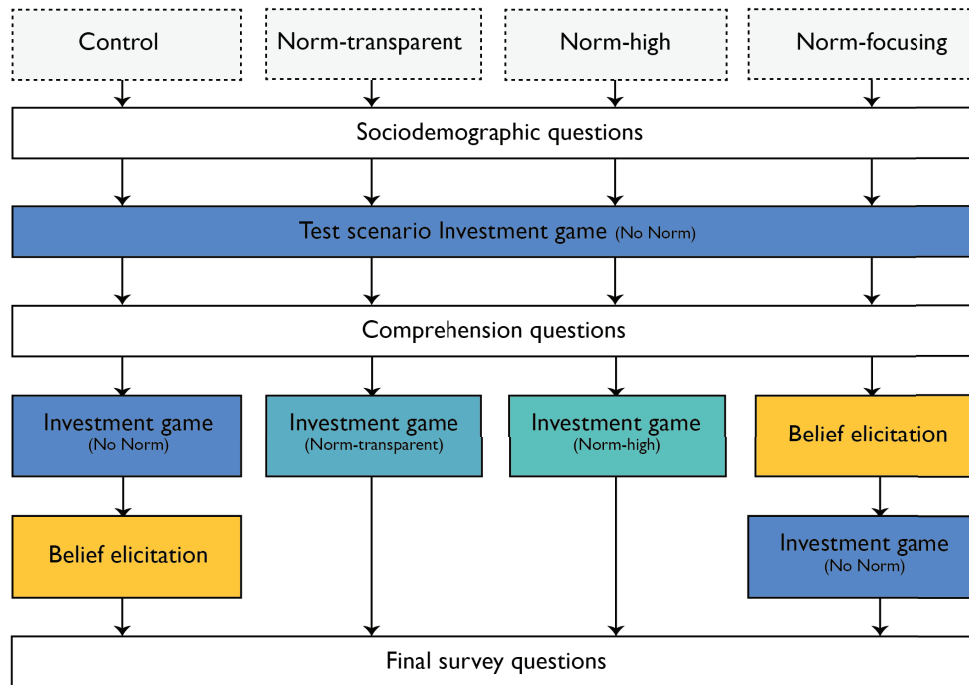 Control
Norm-transparent
Norm-high
Norm-focusing
Sociodemographic questions
Test scenario Investment game (No Norm)
Comprehension questions
Investment game
(No Norm)
Investment game
(Norm-transparent)
Investment game
(Norm-high)
Belief elicitation
Belief elicitation
Investment game
(No Norm)
Final survey questions